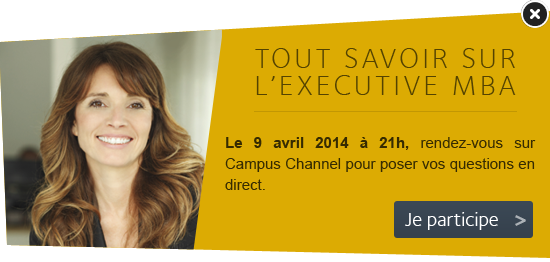 TOUT SAVOIR SUR
L'EXECUTIVE MBA
Le 9 avril 2014 à 21h, rendez-vous sur
Campus Channel pour poser vos questions en
direct.
Je participe >